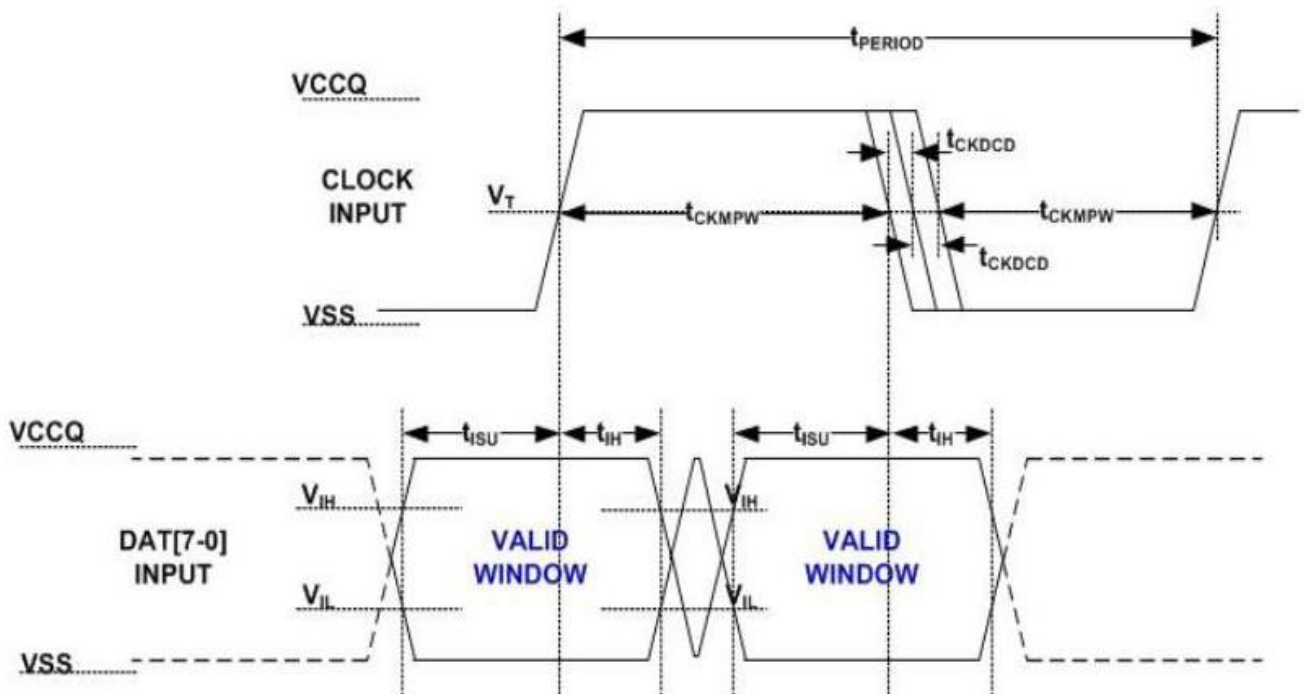 tPERIOD
VCCQ
tCKDCD
CLOCK
INPUT
VT
tCKMPW
tCKMPW
tCKDCD
VSS
VCCQ
tISU
tIH
tISU
tIH
VIH
VIH
DAT[7-0]
INPUT
VALID
WINDOW
VALID
WINDOW
VIL
VIL
VSS